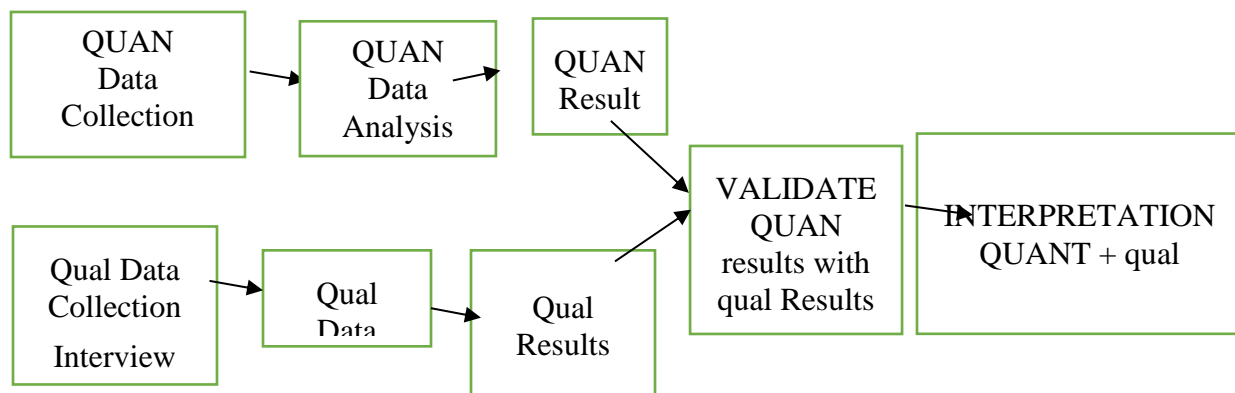 QUAN
Data
Collection
QUAN
Data
Analysis
QUAN
Result
VALIDATE
QUAN
results with
qual Results
INTERPRETATION
QUANT + qual
Qual Data
Collection
Interview
Qual
Data
Qual
Results